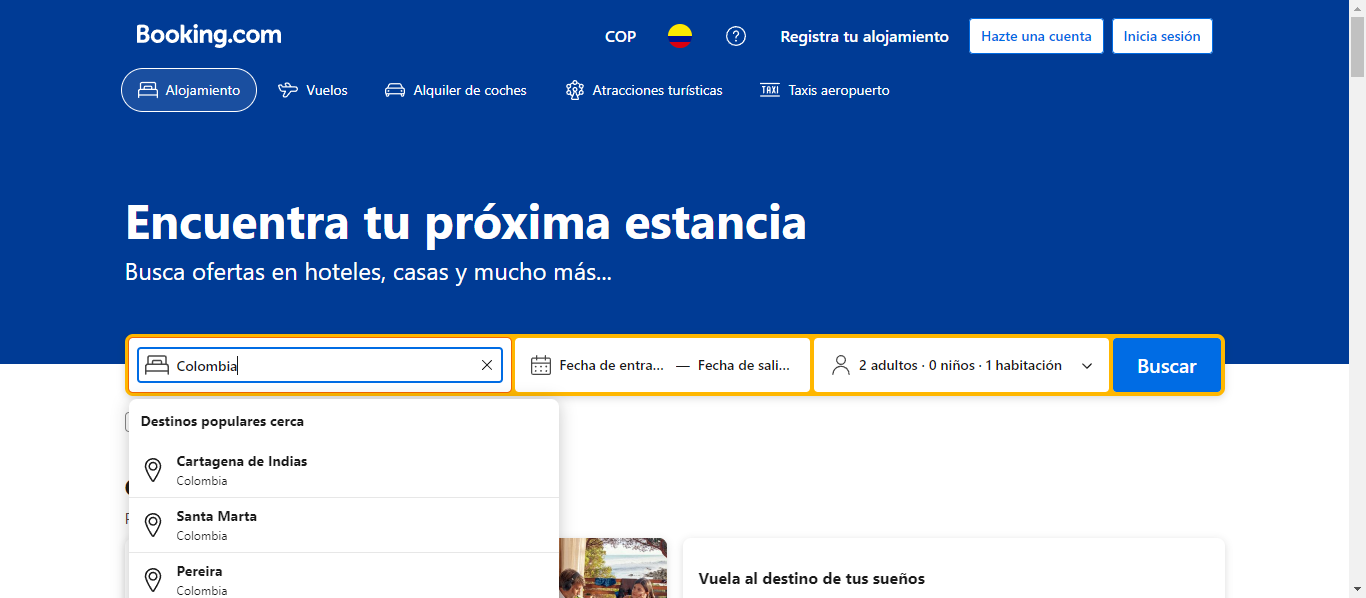 Booking.com
COP
Registra tu alojamiento
Hazte una cuenta
Inicia sesión
Alojamiento
Vuelos
Alquiler de coches
Atracciones turísticas
TAXI Taxis aeropuerto
Encuentra tu próxima estancia
Busca ofertas en hoteles, casas y mucho más...
Colombia
Fecha de entra... — Fecha de sali...
2 adultos · 0 niños · 1 habitación
Buscar
Destinos populares cerca
Cartagena de Indias
Colombia
Santa Marta
Colombia
Pereira
Colombia
Vuela al destino de tus sueños